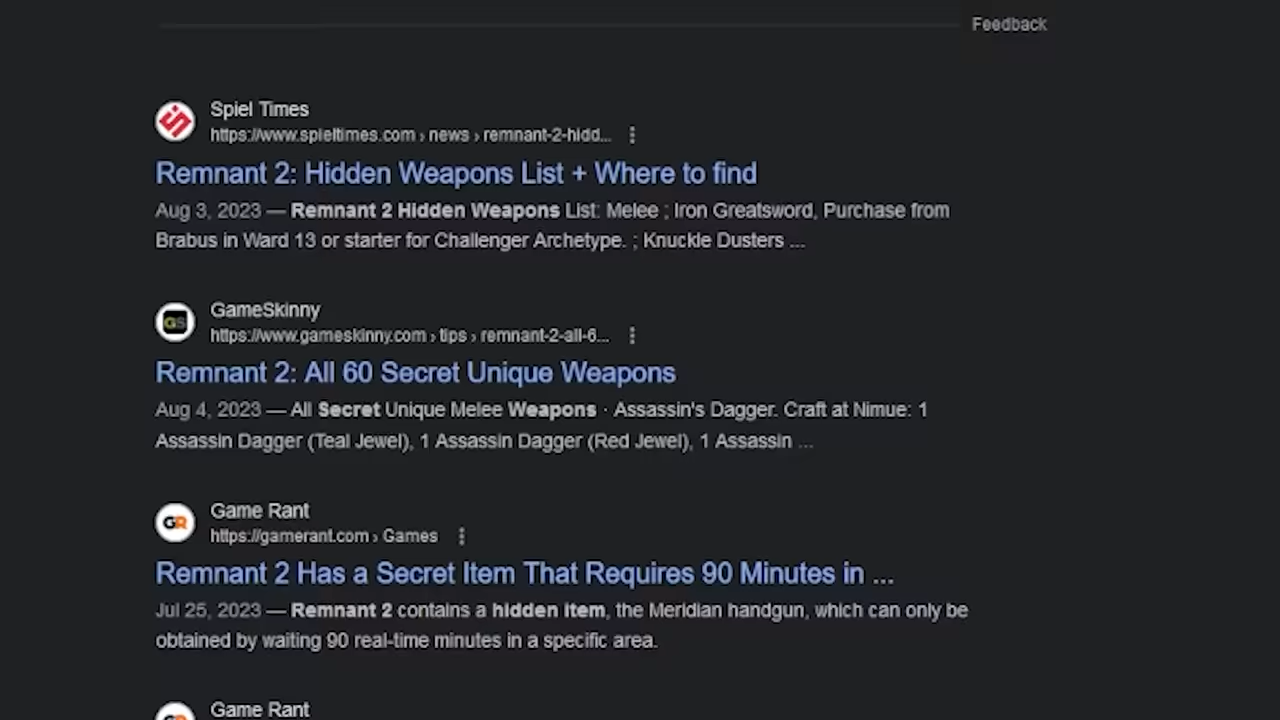 Feedback
Spiel Times
https://www.spieltimes.com › news › remnant-2-hidd...
Remnant 2: Hidden Weapons List + Where to find
Aug 3, 2023 — Remnant 2 Hidden Weapons List: Melee ; Iron Greatsword, Purchase from
Brabus in Ward 13 or starter for Challenger Archetype. ; Knuckle Dusters ...
GS
GameSkinny
https://www.gameskinny.com › tips › remnant-2-all-6...
Remnant 2: All 60 Secret Unique Weapons
Aug 4, 2023 — All Secret Unique Melee Weapons · Assassin's Dagger. Craft at Nimue: 1
Assassin Dagger (Teal Jewel), 1 Assassin Dagger (Red Jewel), 1 Assassin ...
GR
Game Rant
https://gamerant.com › Games
Remnant 2 Has a Secret Item That Requires 90 Minutes in ...
Jul 25, 2023 — Remnant 2 contains a hidden item, the Meridian handgun, which can only be
obtained by waiting 90 real-time minutes in a specific area.
GR
Game Rant